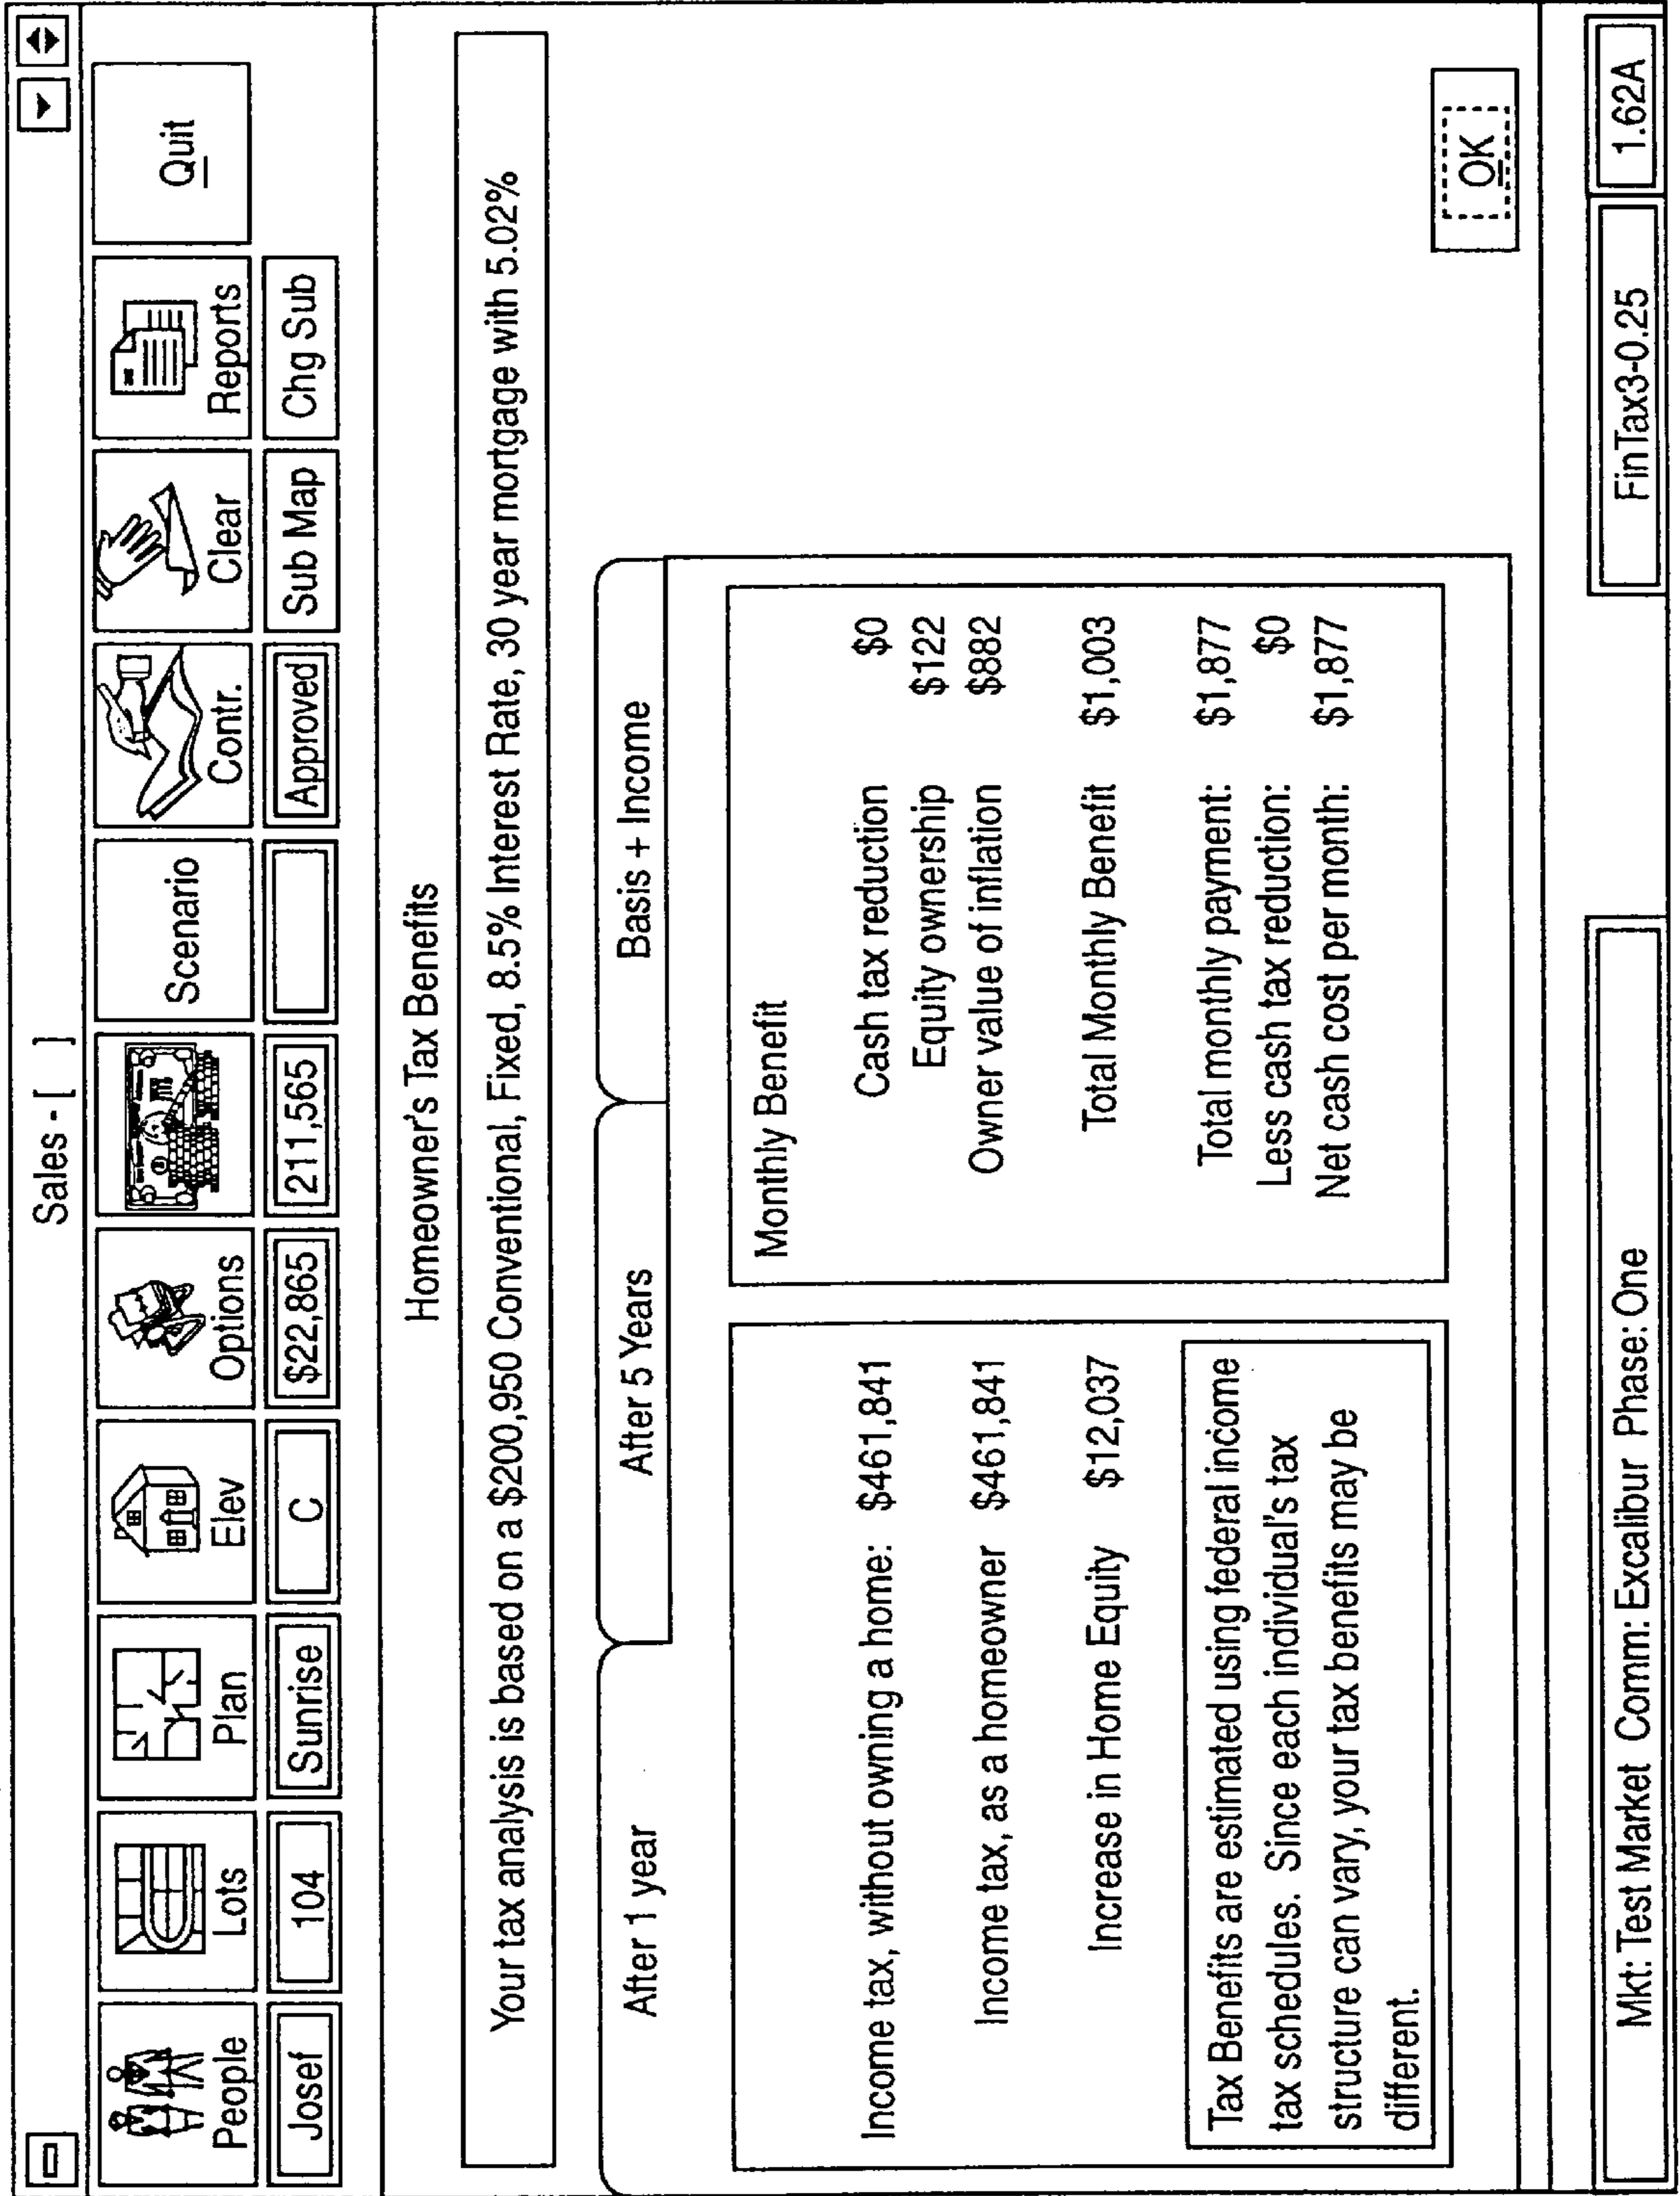 Sales - [ ]
People Lots Plan Elev Options Scenario Contr. Clear Reports Quit
Josef 104 Sunrise C $22,865 211,565 Approved Sub Map Chg Sub
Homeowner's Tax Benefits
Your tax analysis is based on a $200,950 Conventional, Fixed, 8.5% Interest Rate, 30 year mortgage with 5.02%
After 1 year After 5 Years Basis + Income
Income tax, without owning a home: $461,841
Income tax, as a homeowner $461,841
Increase in Home Equity $12,037
Tax Benefits are estimated using federal income
tax schedules. Since each individual's tax
structure can vary, your tax benefits may be
different.
Monthly Benefit
Cash tax reduction $0
Equity ownership $122
Owner value of inflation $882
Total Monthly Benefit $1,003
Total monthly payment: $1,877
Less cash tax reduction: $0
Net cash cost per month: $1,877
OK
Mkt: Test Market Comm: Excalibur Phase: One FinTax3-0.25 1.62A